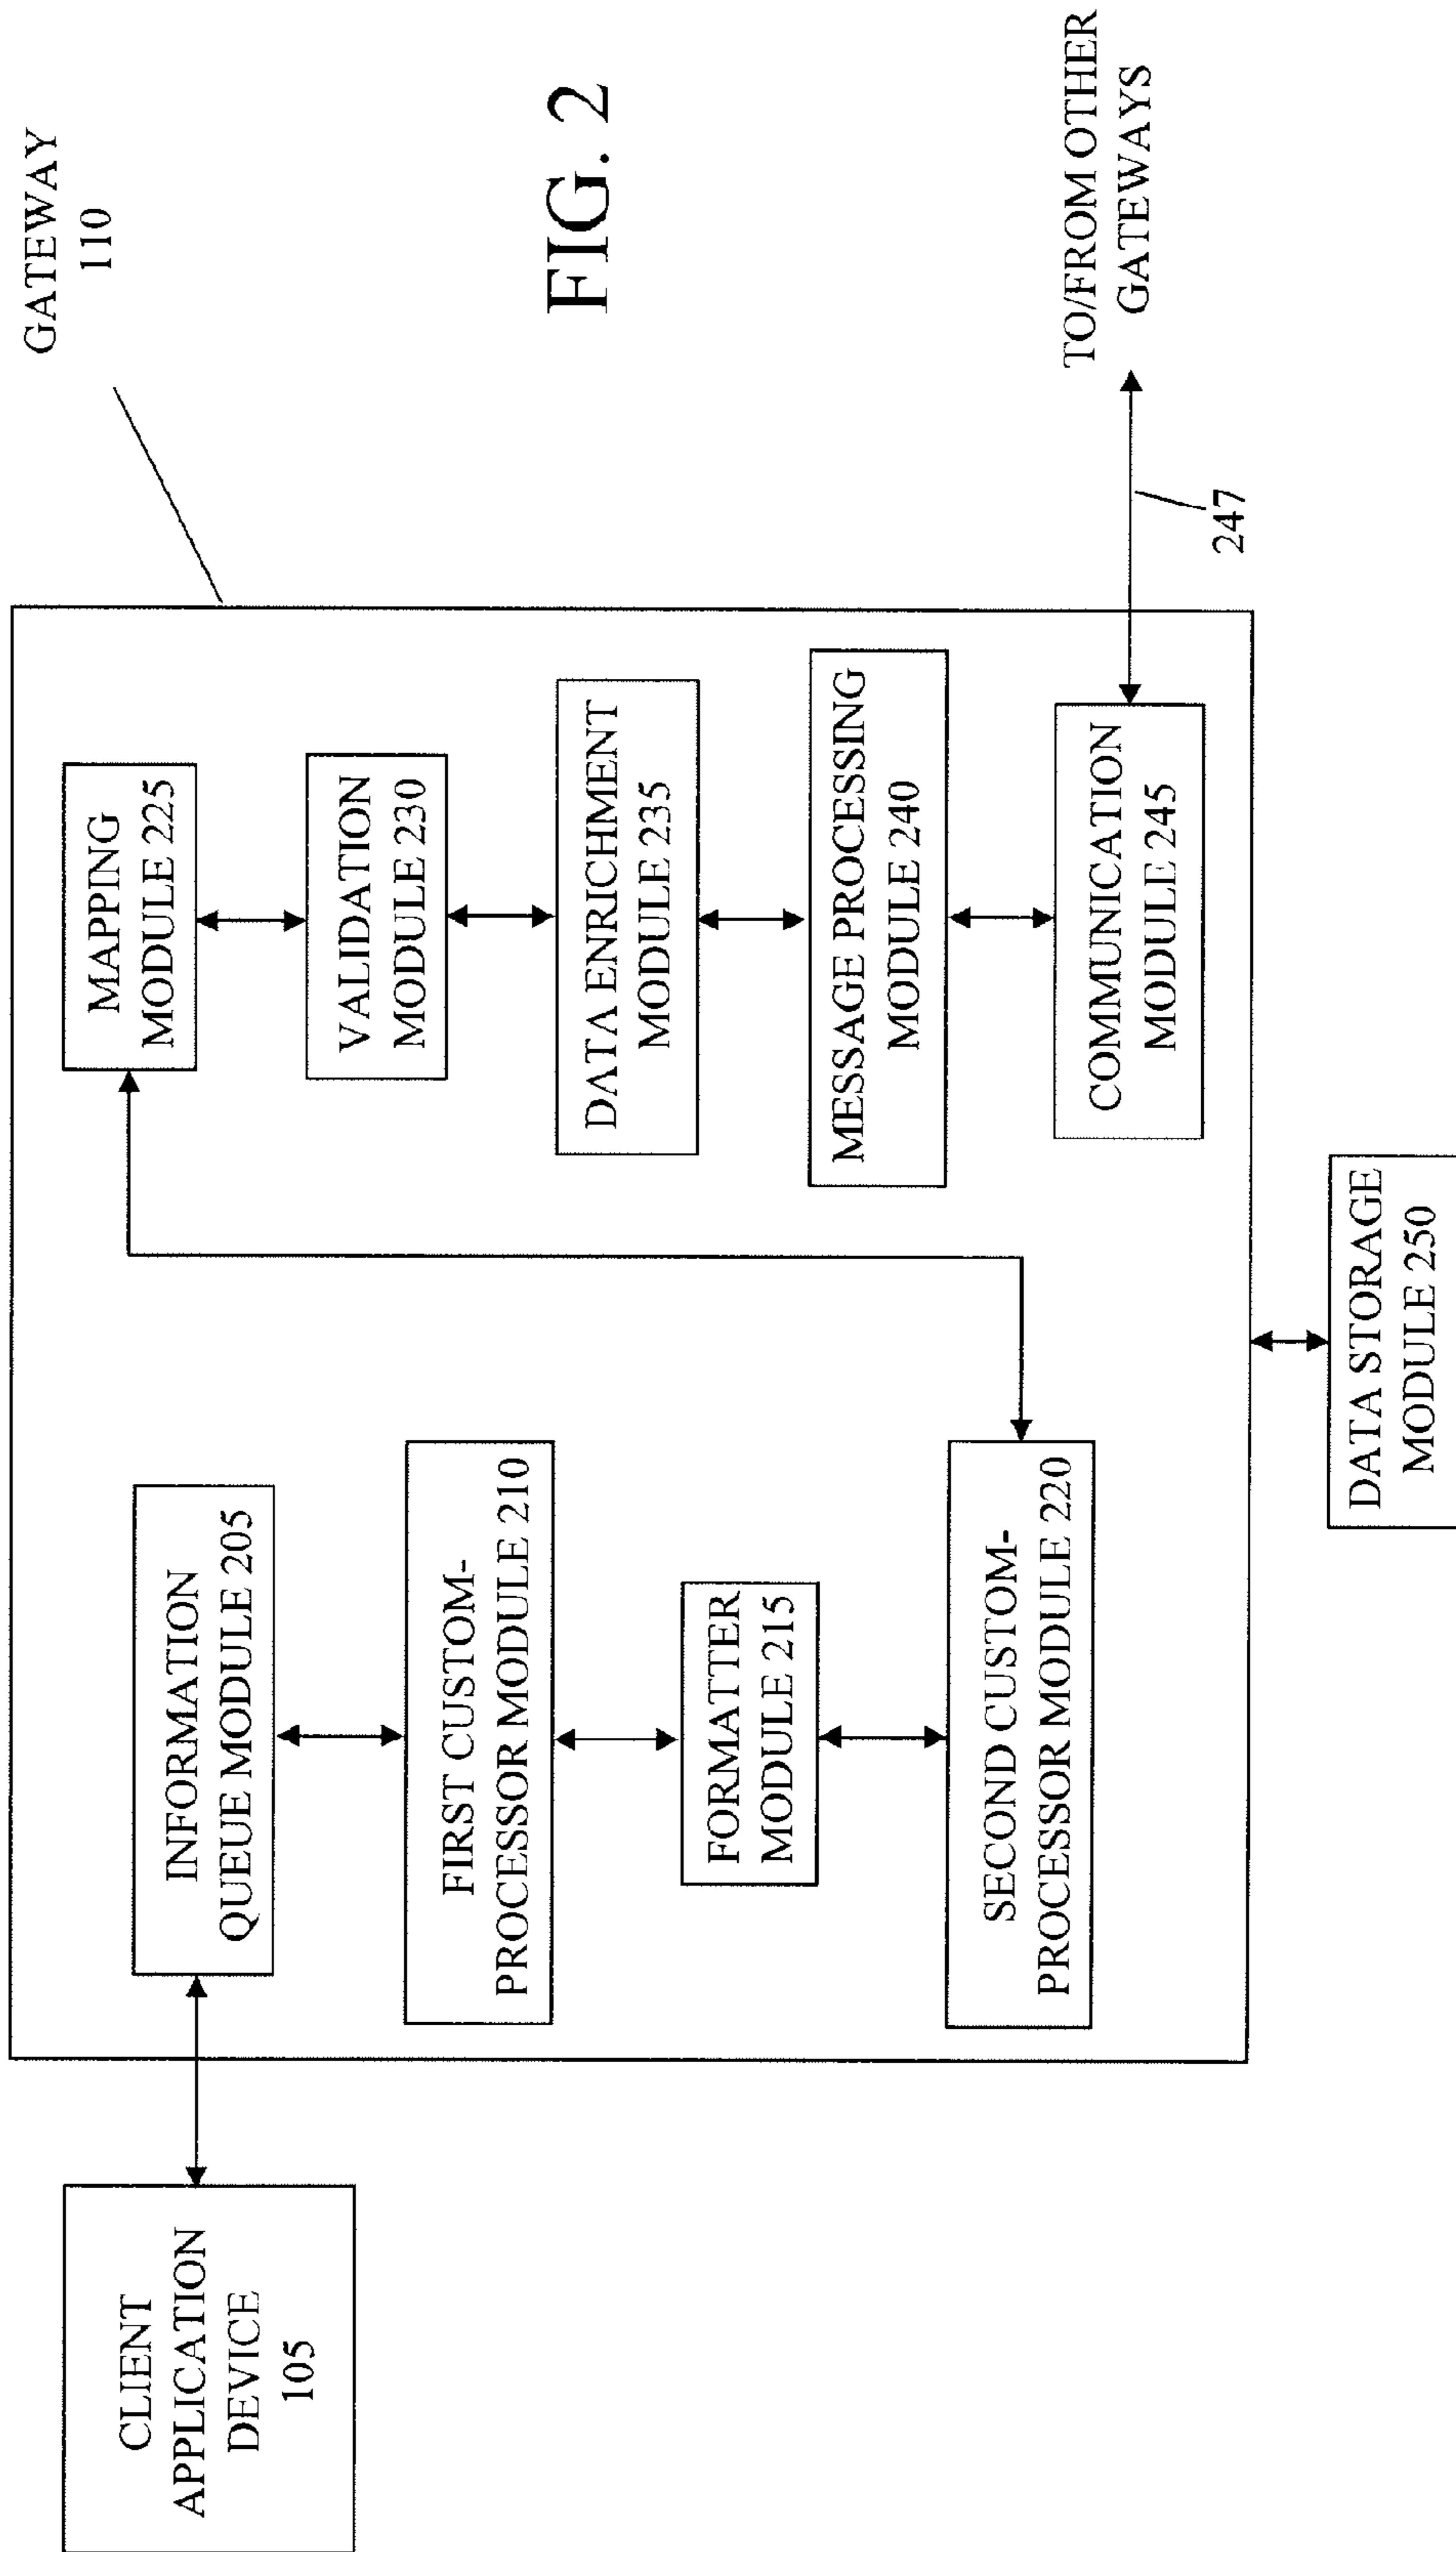 GATEWAY
110
CLIENT
APPLICATION
DEVICE
105
INFORMATION
QUEUE MODULE 205
FIRST CUSTOM-
PROCESSOR MODULE 210
FORMATTER
MODULE 215
SECOND CUSTOM-
PROCESSOR MODULE 220
MAPPING
MODULE 225
VALIDATION
MODULE 230
DATA ENRICHMENT
MODULE 235
MESSAGE PROCESSING
MODULE 240
COMMUNICATION
MODULE 245
247
TO/FROM OTHER
GATEWAYS
DATA STORAGE
MODULE 250
FIG. 2